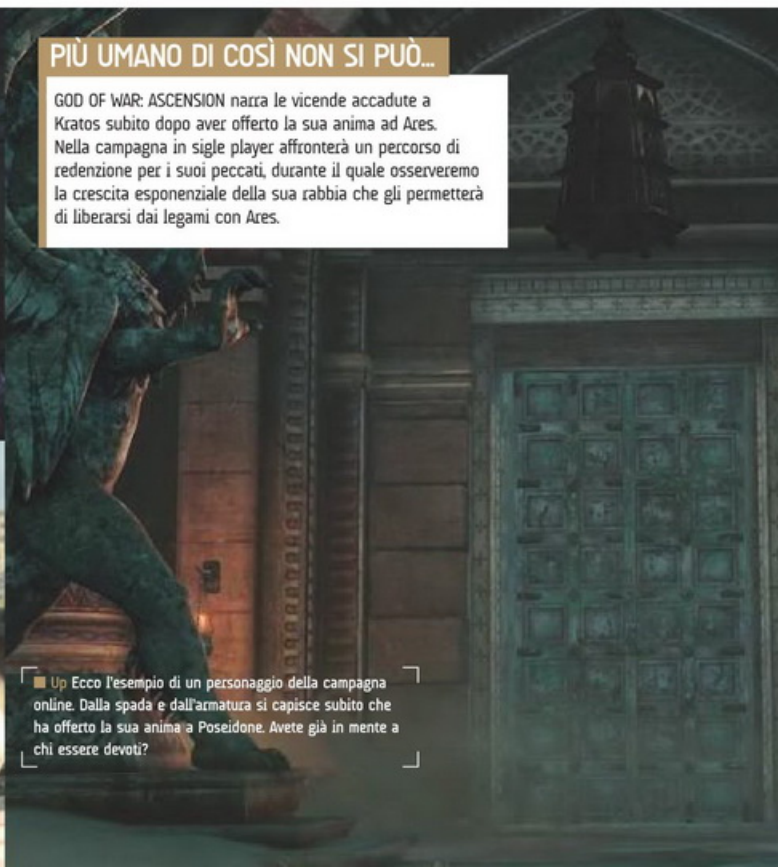 PIÙ UMANO DI COSÌ NON SI PUÒ...
GOD OF WAR: ASCENSION narra le vicende accadute a
Kratos subito dopo aver offerto la sua anima ad Ares.
Nella campagna in sigle player affronterà un percorso di
redenzione per i suoi peccati, durante il quale osserveremo
la crescita esponenziale della sua rabbia che gli permetterà
di liberarsi dai legami con Ares.
Up Ecco l'esempio di un personaggio della campagna
online. Dalla spada e dall'armatura si capisce subito che
ha offerto la sua anima a Poseidone. Avete già in mente a
chi essere devoti?